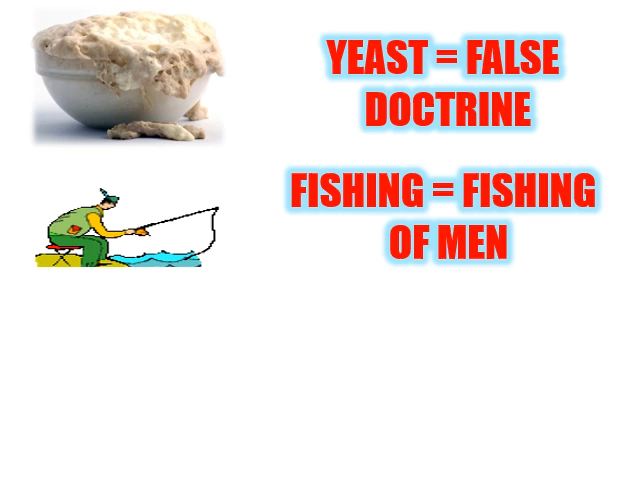 YEAST = FALSE
DOCTRINE
FISHING = FISHING
OF MEN